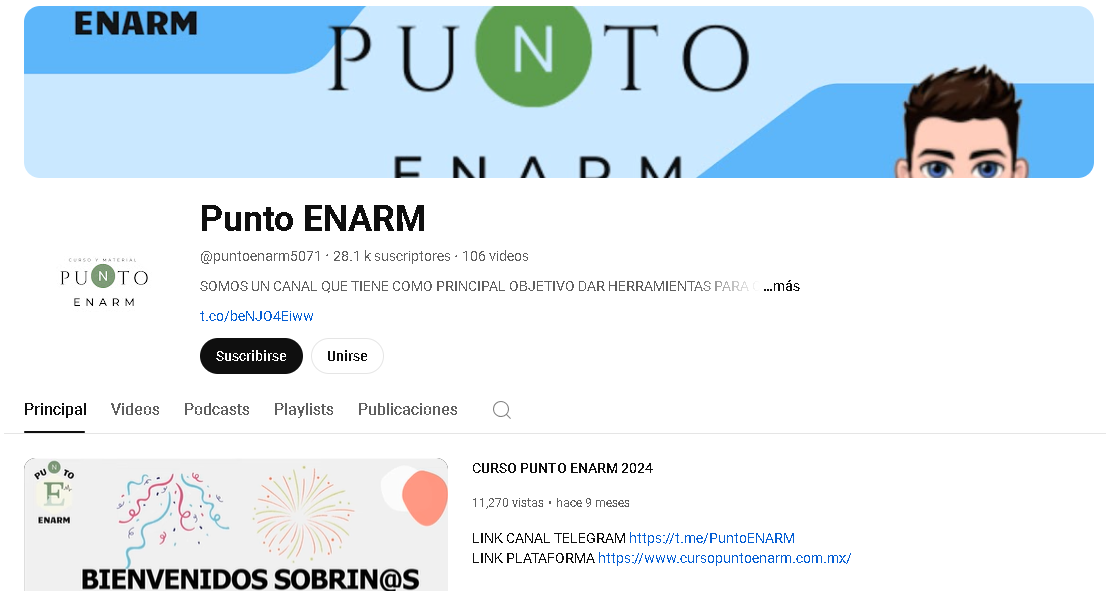 ENARM
PUNTO
ENARM
Punto ENARM
@puntoenarm5071 · 28.1 k suscriptores · 106 videos
CURSO Y MATERIAL
PUNTO
ENARM
SOMOS UN CANAL QUE TIENE COMO PRINCIPAL OBJETIVO DAR HERRAMIENTAS PARA ...más
t.co/beNJO4Eiww
Suscribirse Unirse
Principal Videos Podcasts Playlists Publicaciones
PUNTO
E
ENARM
BIENVENIDOS SOBRIN@S
CURSO PUNTO ENARM 2024
11,270 vistas · hace 9 meses
LINK CANAL TELEGRAM https://t.me/PuntoENARM
LINK PLATAFORMA https://www.cursopuntoenarm.com.mx/